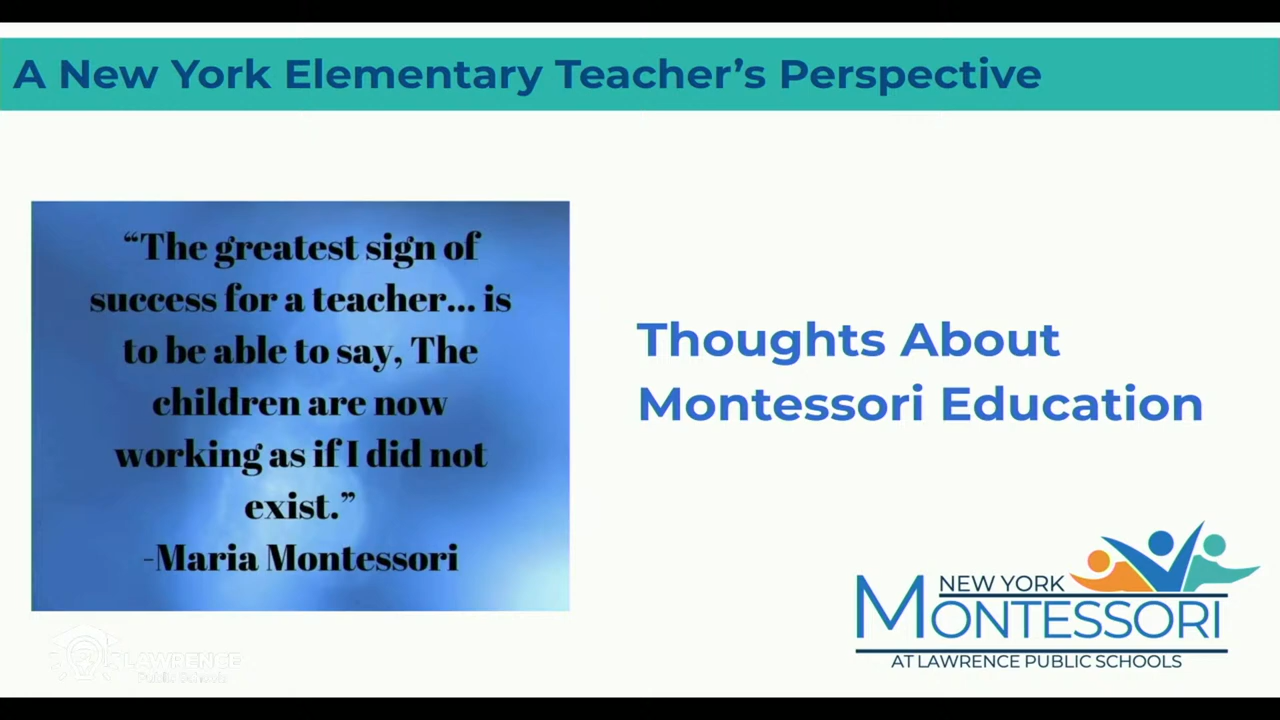 A New York Elementary Teacher’s Perspective
“The greatest sign of
success for a teacher... is
to be able to say, The
children are now
working as if I did not
exist.”
-Maria Montessori
Thoughts About
Montessori Education
NEW YORK
MONTESSORI
AT LAWRENCE PUBLIC SCHOOLS
LAWRENCE
Public Schools